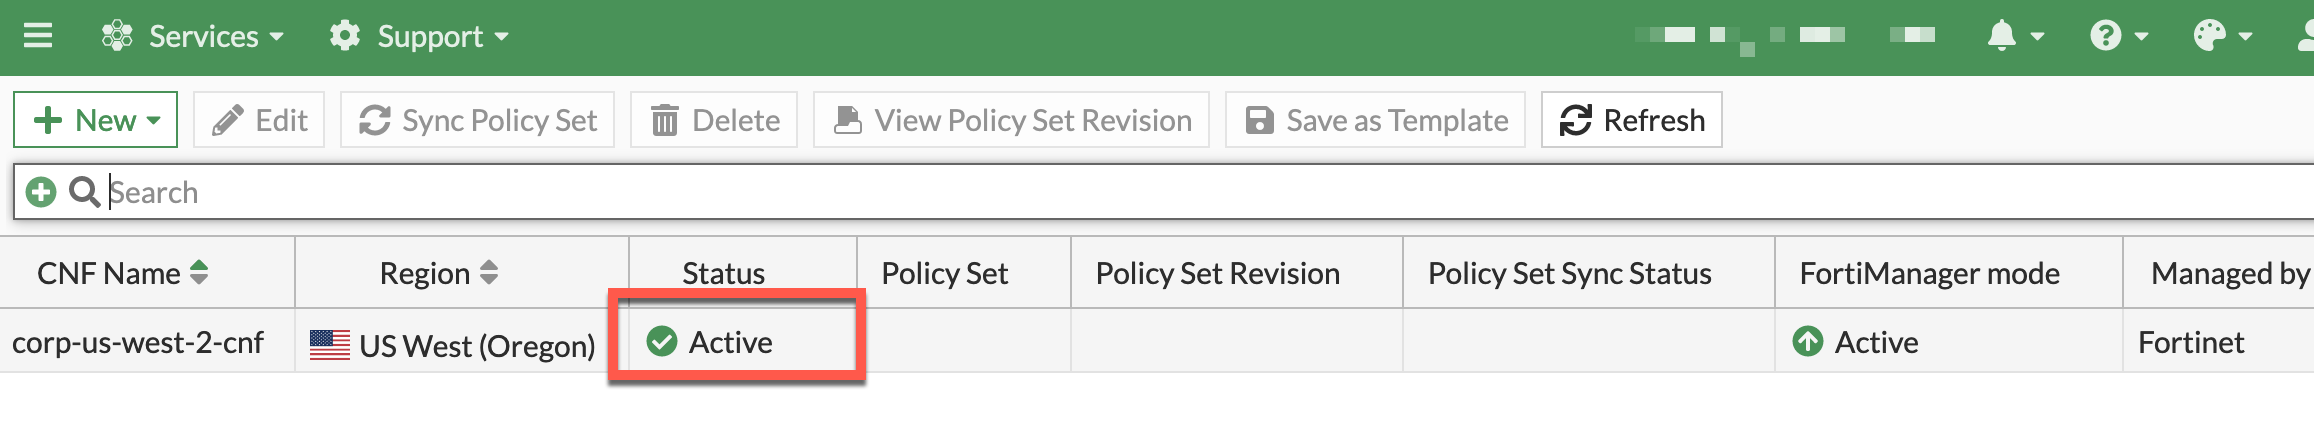 Services Support
New Edit Sync Policy Set Delete View Policy Set Revision Save as Template Refresh
Search
CNF Name Region Status Policy Set Policy Set Revision Policy Set Sync Status FortiManager mode Managed by
corp-us-west-2-cnf US West (Oregon) Active Active Fortinet